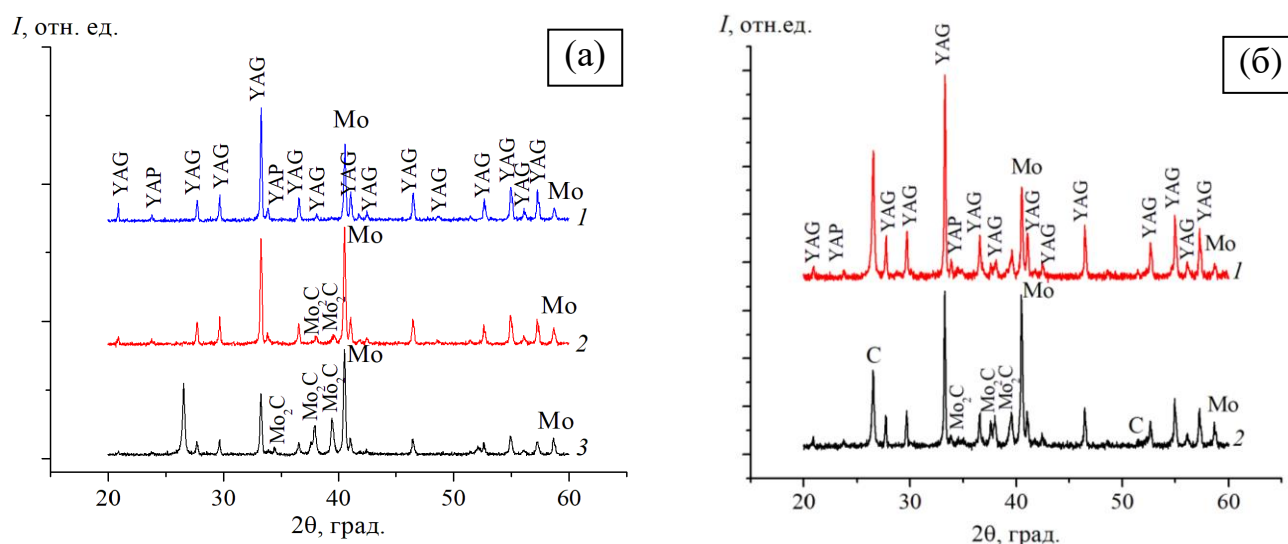 I, отн. ед.
(а)
YAG
YAP
YAG
YAG
YAG
YAP
YAG
YAG
Mo
YAG
YAG
YAG
YAG
YAG
YAG
YAG
YAG
Mo
1
Mo
Mo₂C
Mo₂C
Mo
2
Mo
Mo₂C
Mo₂C
Mo₂C
Mo
3
20 30 40 50 60
2θ, град.
I, отн.ед.
(б)
YAG
YAP
YAG
YAG
YAG
YAP
YAG
YAG
Mo
YAG
YAG
YAG
YAG
YAG
YAG
YAG
Mo
1
C
Mo₂C
Mo₂C
Mo₂C
Mo
C
Mo
2
20 30 40 50 60
2θ, град.